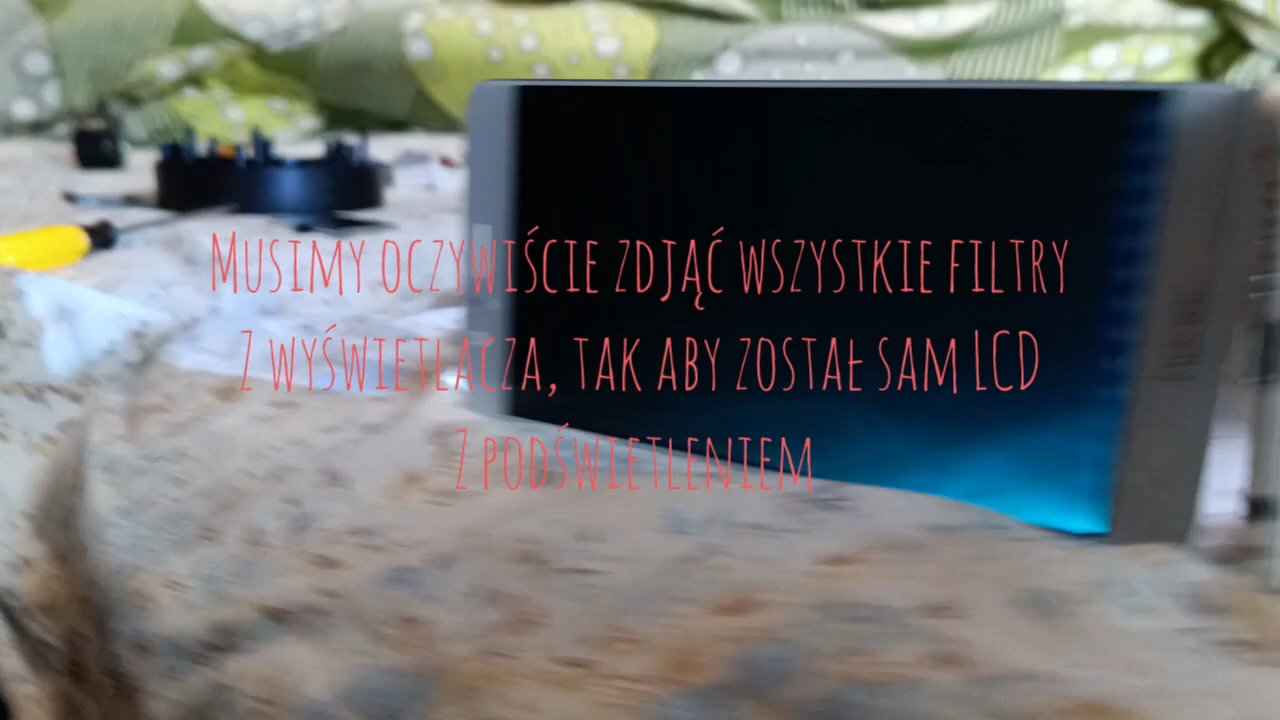 Musimy oczywiście zdjąć wszystkie filtry
z wyświetlacza, tak aby został sam LCD
z podświetleniem